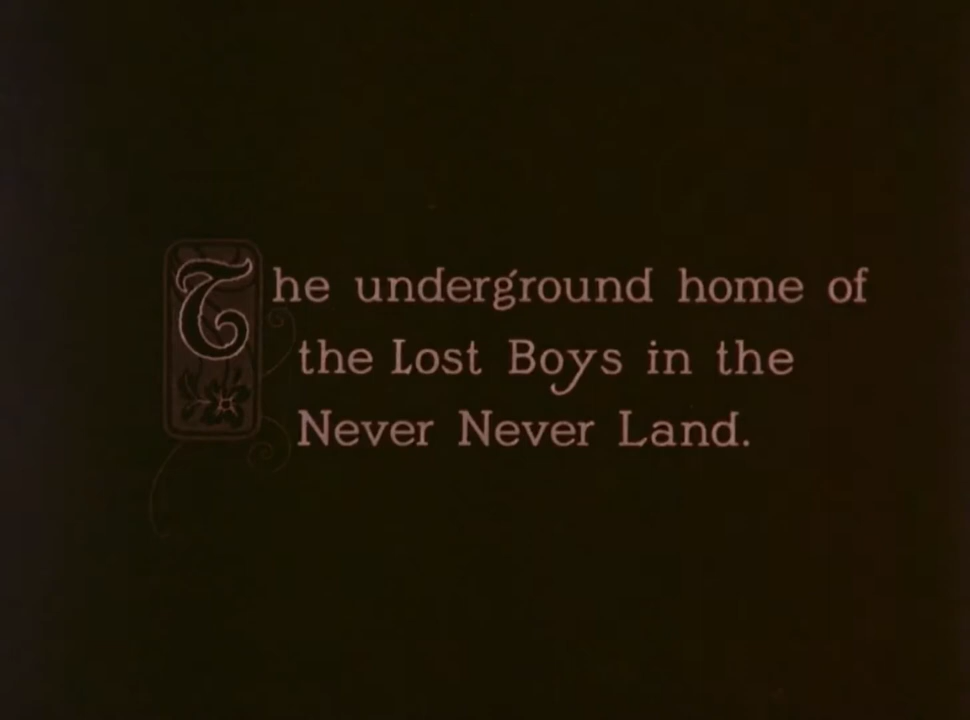 The underground home of
the Lost Boys in the
Never Never Land.